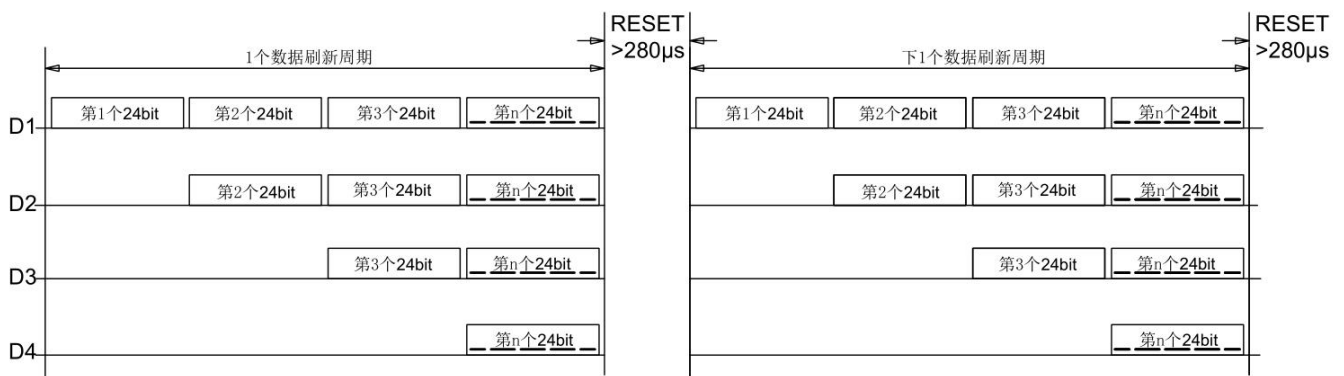 RESET
>280μs
RESET
>280μs
1个数据刷新周期
下1个数据刷新周期
D1
第1个24bit
第2个24bit
第3个24bit
第n个24bit
第1个24bit
第2个24bit
第3个24bit
第n个24bit
D2
第2个24bit
第3个24bit
第n个24bit
第2个24bit
第3个24bit
第n个24bit
D3
第3个24bit
第n个24bit
第3个24bit
第n个24bit
D4
第n个24bit
第n个24bit